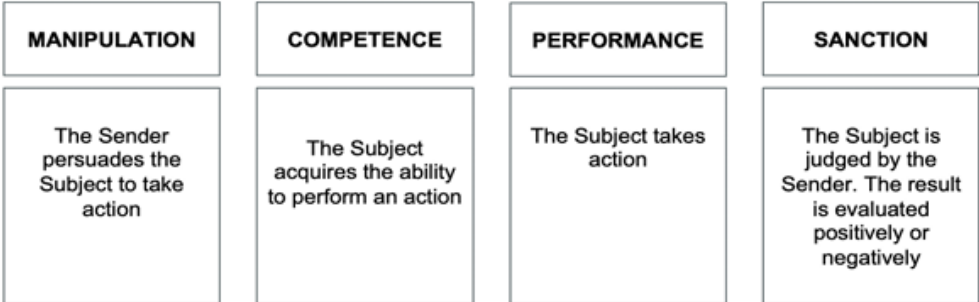 MANIPULATION
The Sender
persuades the
Subject to take
action
COMPETENCE
The Subject
acquires the ability
to perform an action
PERFORMANCE
The Subject takes
action
SANCTION
The Subject is
judged by the
Sender. The result
is evaluated
positively or
negatively